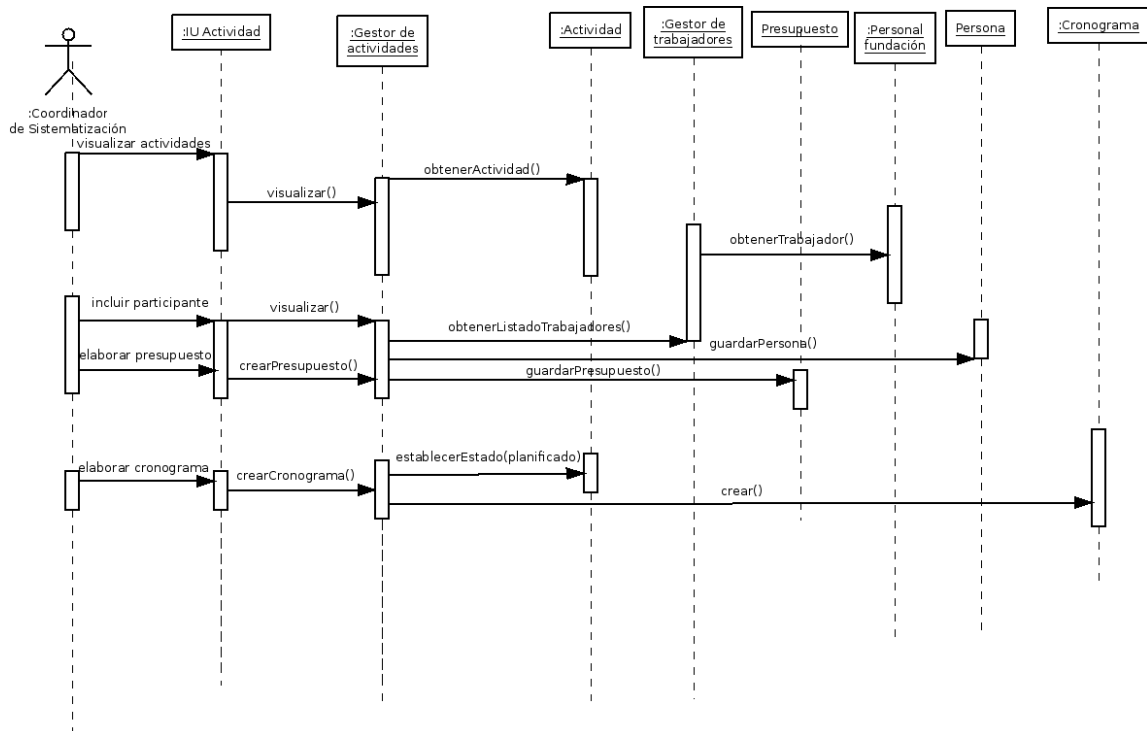 :IU Actividad
:Gestor de
actividades
:Actividad
:Gestor de
trabajadores
Presupuesto
:Personal
fundación
Persona
:Cronograma
:Coordinador
de Sistematización
visualizar actividades
obtenerActividad()
visualizar()
obtenerTrabajador()
incluir participante
visualizar()
obtenerListadoTrabajadores()
guardarPersona()
elaborar presupuesto
crearPresupuesto()
guardarPresupuesto()
establecerEstado(planificado)
elaborar cronograma
crearCronograma()
crear()